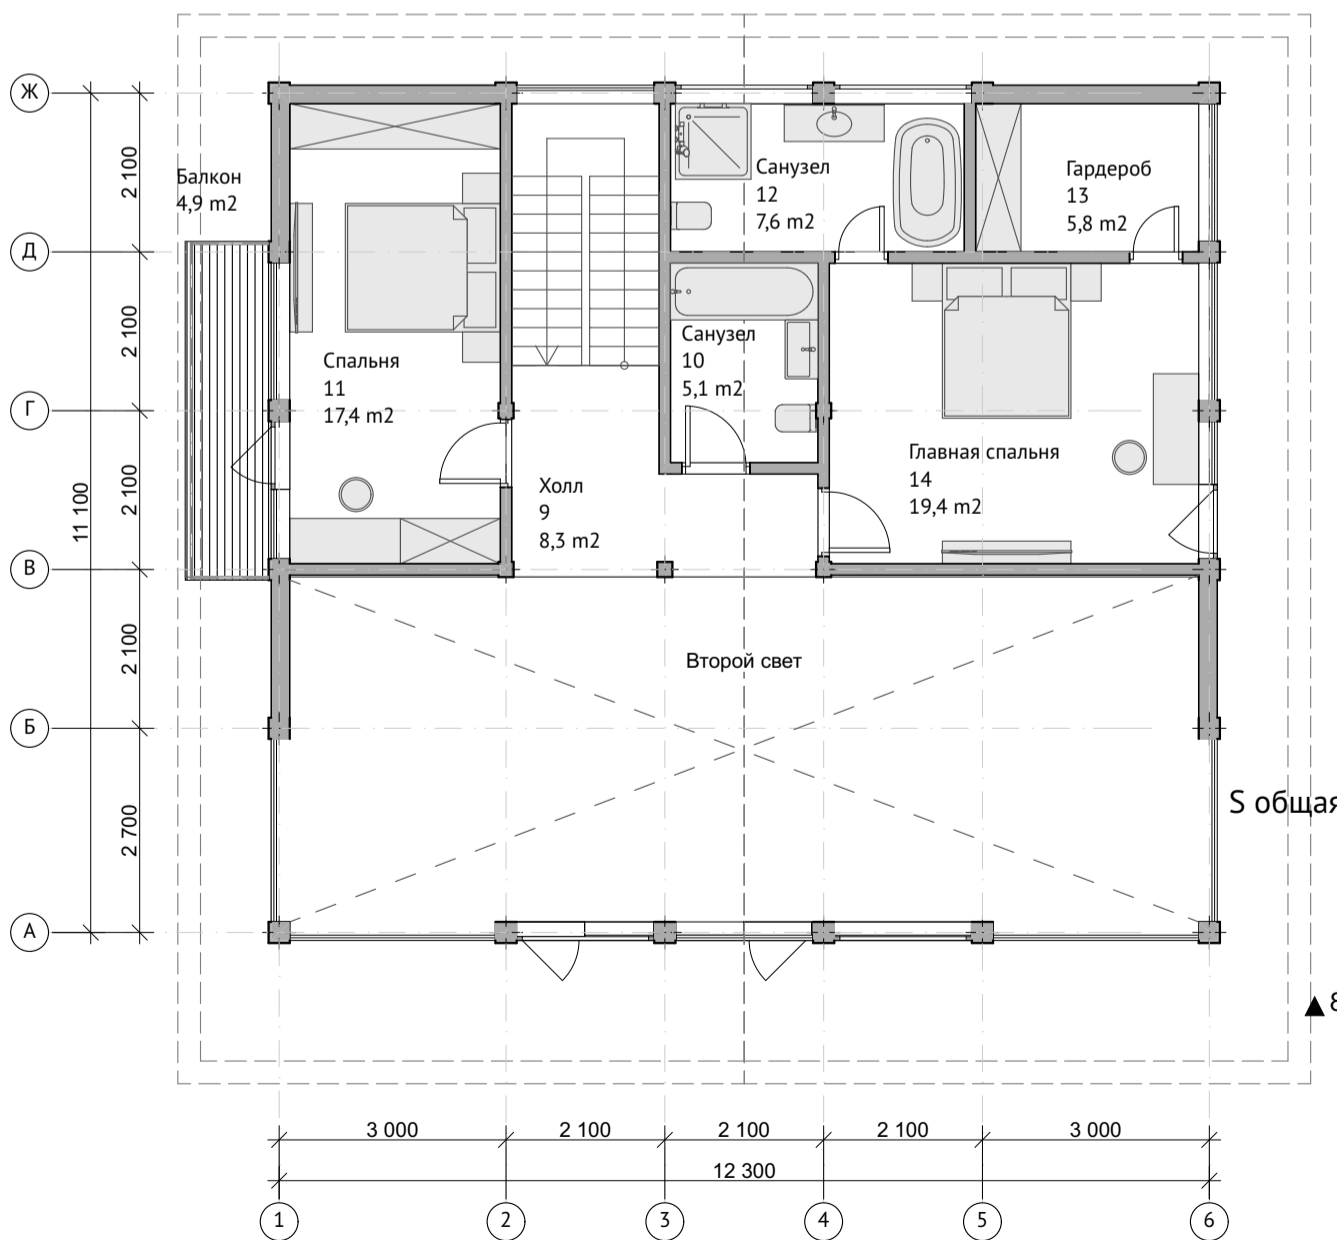 Ж
Д
Г
В
Б
А
2 100
2 100
2 100
2 100
2 700
11 100
Балкон
4,9 m2
Спальня
11
17,4 m2
Холл
9
8,3 m2
Санузел
12
7,6 m2
Санузел
10
5,1 m2
Гардероб
13
5,8 m2
Главная спальня
14
19,4 m2
Второй свет
S общая
8
3 000
2 100
2 100
2 100
3 000
12 300
1
2
3
4
5
6